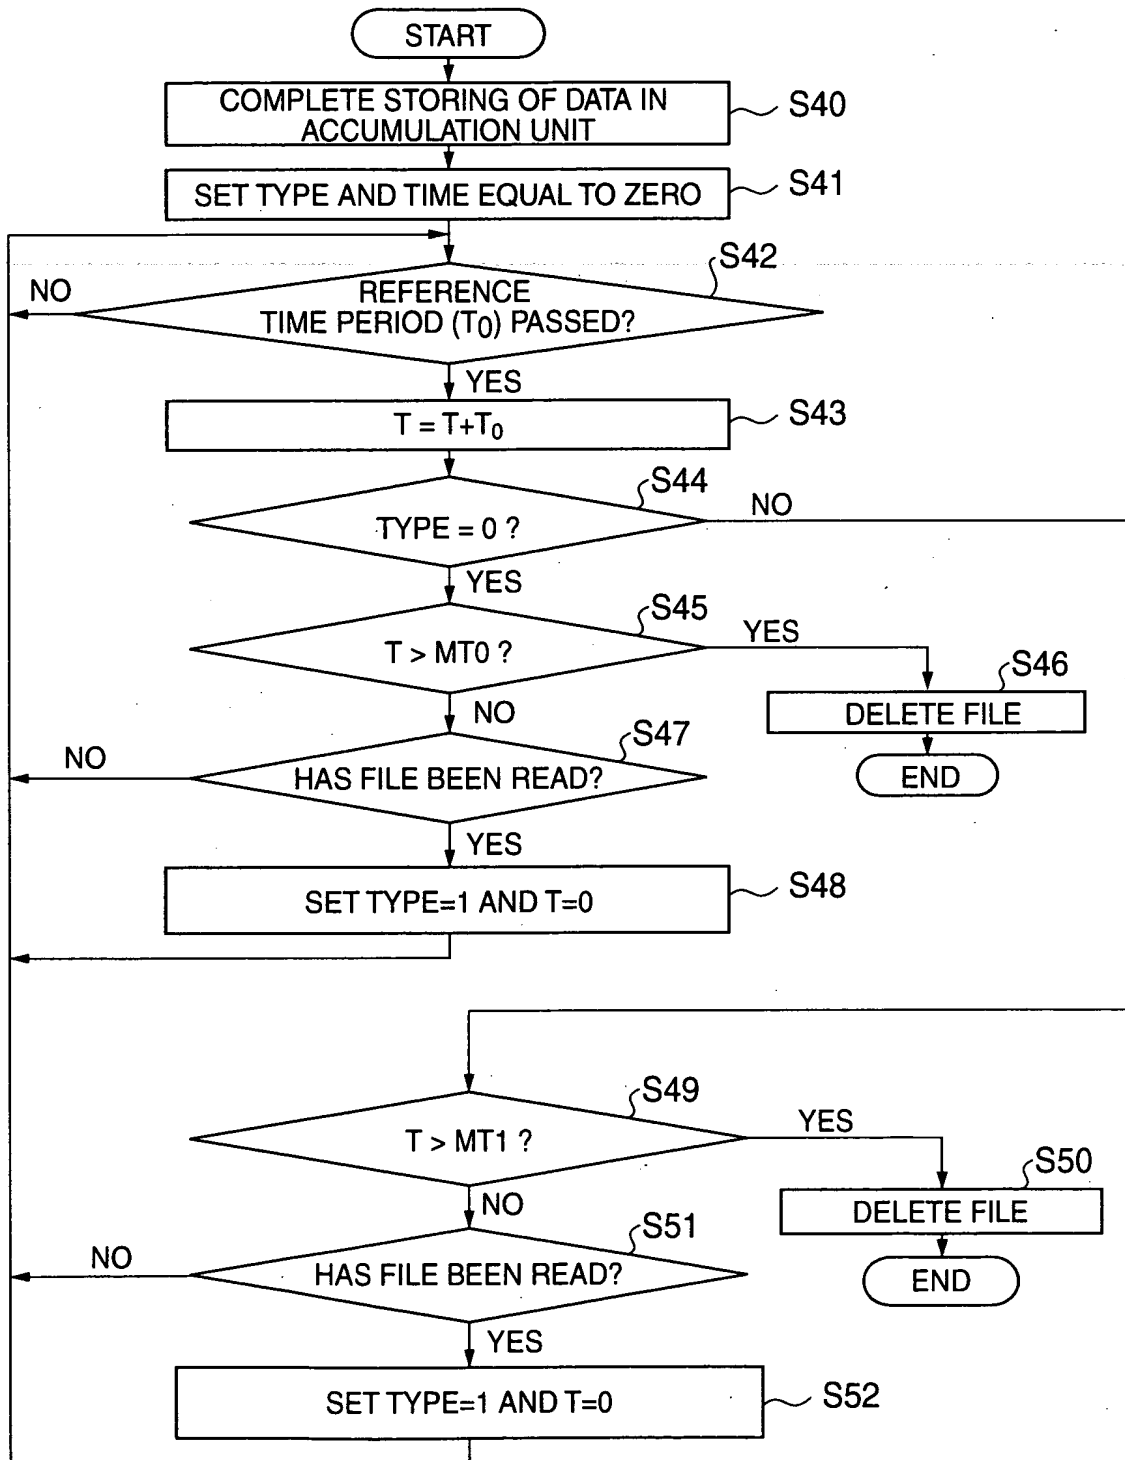 START
COMPLETE STORING OF DATA IN
ACCUMULATION UNIT
S40
SET TYPE AND TIME EQUAL TO ZERO
S41
S42
NO
REFERENCE
TIME PERIOD (T0) PASSED?
YES
T = T+T0
S43
S44
NO
TYPE = 0 ?
YES
S45
YES
T > MT0 ?
S46
DELETE FILE
NO
S47
NO
HAS FILE BEEN READ?
END
YES
SET TYPE=1 AND T=0
S48
S49
YES
T > MT1 ?
S50
DELETE FILE
NO
S51
NO
HAS FILE BEEN READ?
END
YES
SET TYPE=1 AND T=0
S52